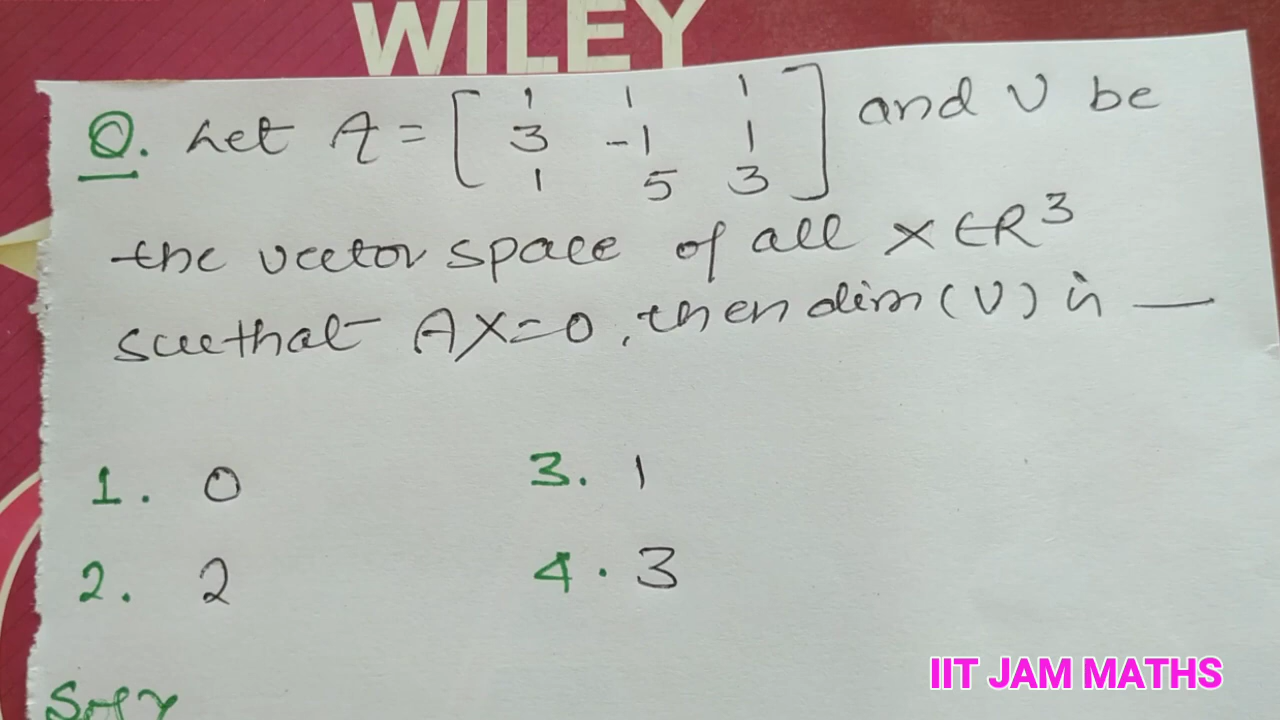 WILEY
Q. Let A = [ 1 1 1
3 -1 1
1 5 3 ] and V be
the vector space of all X ∈ R³
such that AX=0, then dim(V) is —
1. 0 3. 1
2. 2 4. 3
IIT JAM MATHS